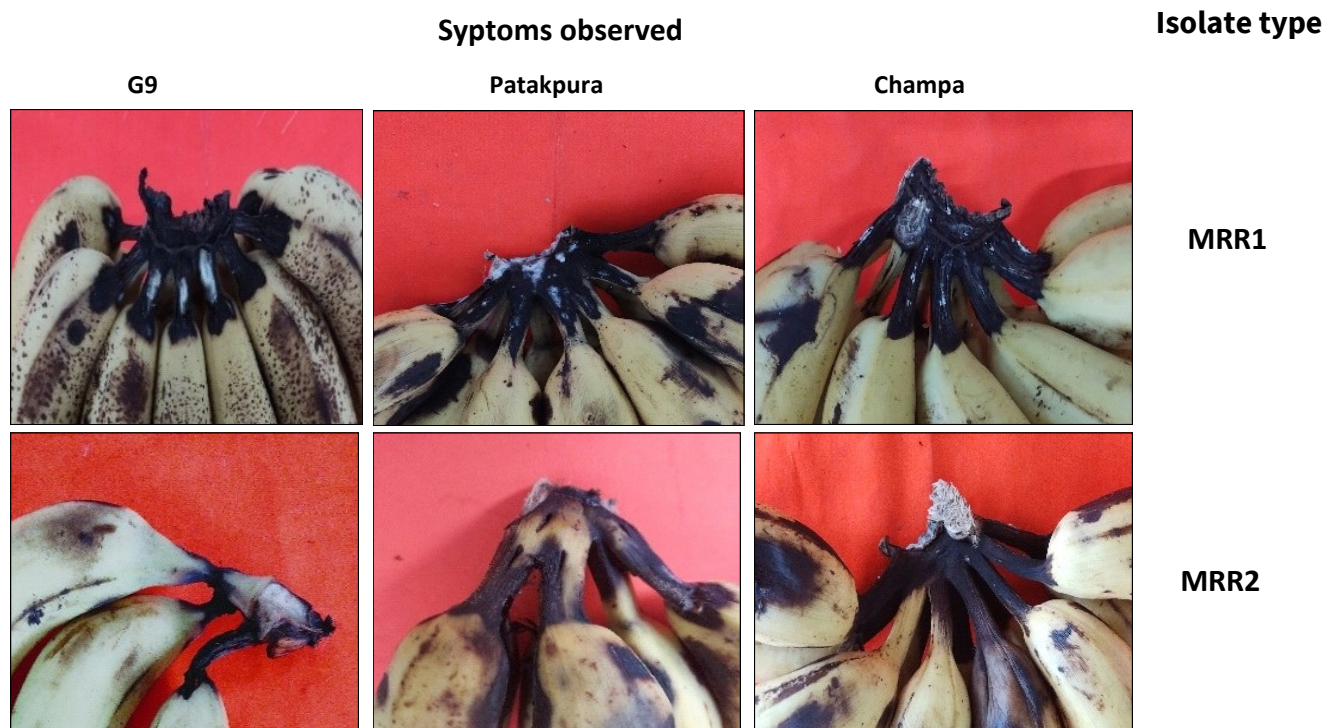 Syptoms observed
Isolate type
G9
Patakpura
Champa
MRR1
MRR2